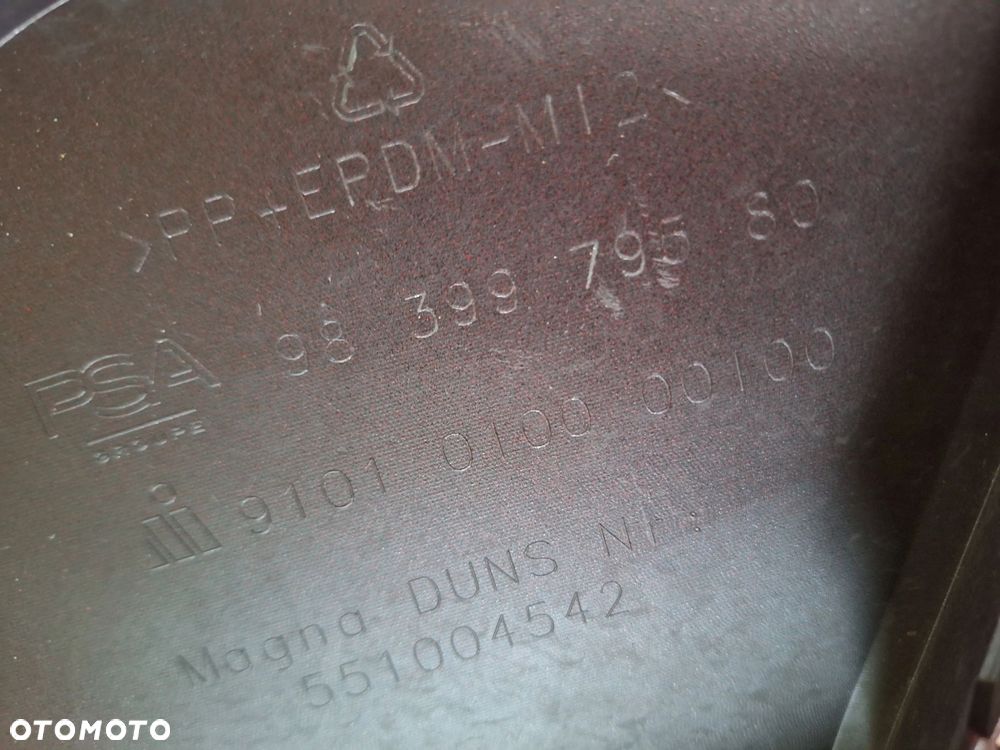 >PP+EPDM-M12<
98 399 795 80
PSA
GROUPE
9101 0100 00100
Magna DUNS Nr:
551004542
OTOMOTO